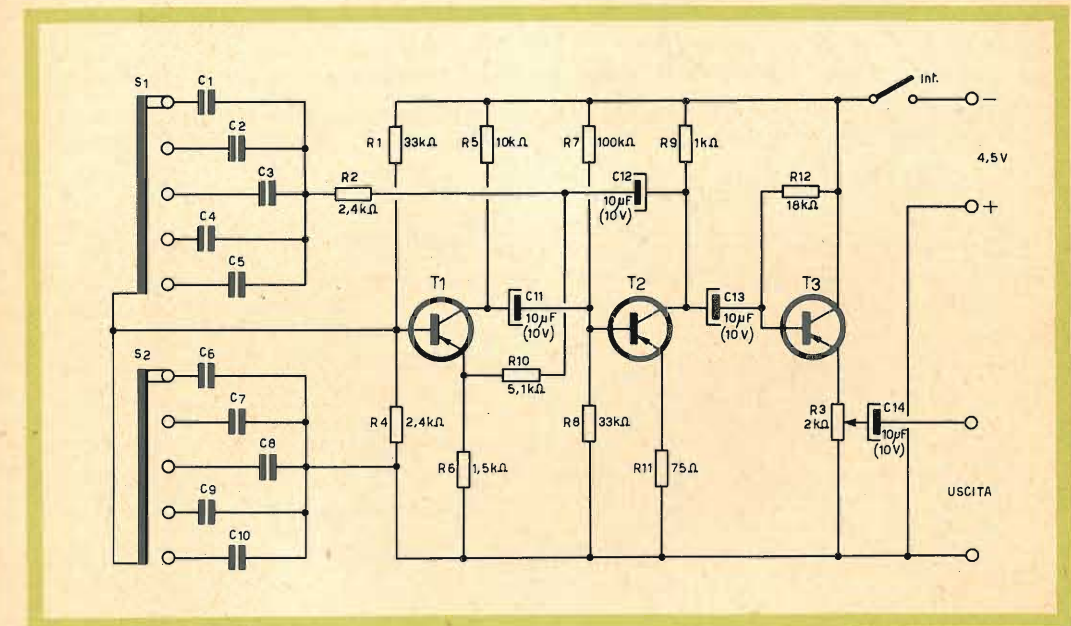 S1
C1
C2
C3
C4
C5
R2
2,4kΩ
R1
33kΩ
R5
10kΩ
R7
100kΩ
R9
1kΩ
C12
10µF
(10V)
R12
18kΩ
Int.
−
4,5V
+
T1
T2
T3
C11
10µF
(10V)
C13
10µF
(10V)
S2
C6
C7
C8
C9
C10
R4
2,4kΩ
R10
5,1kΩ
R6
1,5kΩ
R8
33kΩ
R11
75Ω
R3
2kΩ
C14
10µF
(10V)
USCITA